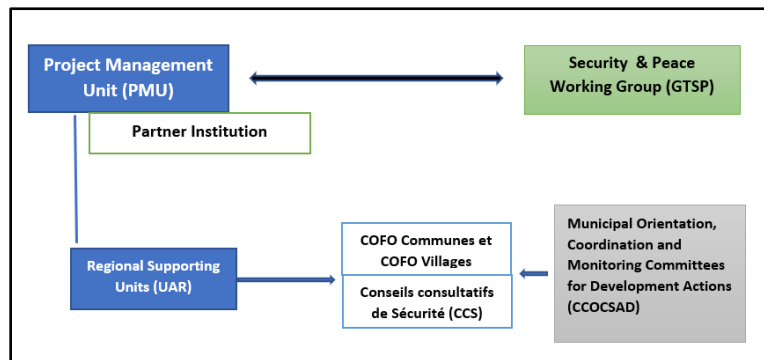 Project Management
Unit (PMU)
Security & Peace
Working Group (GTSP)
Partner Institution
Regional Supporting
Units (UAR)
COFO Communes et
COFO Villages
Conseils consultatifs
de Sécurité (CCS)
Municipal Orientation,
Coordination and
Monitoring Committees
for Development Actions
(CCOCSAD)